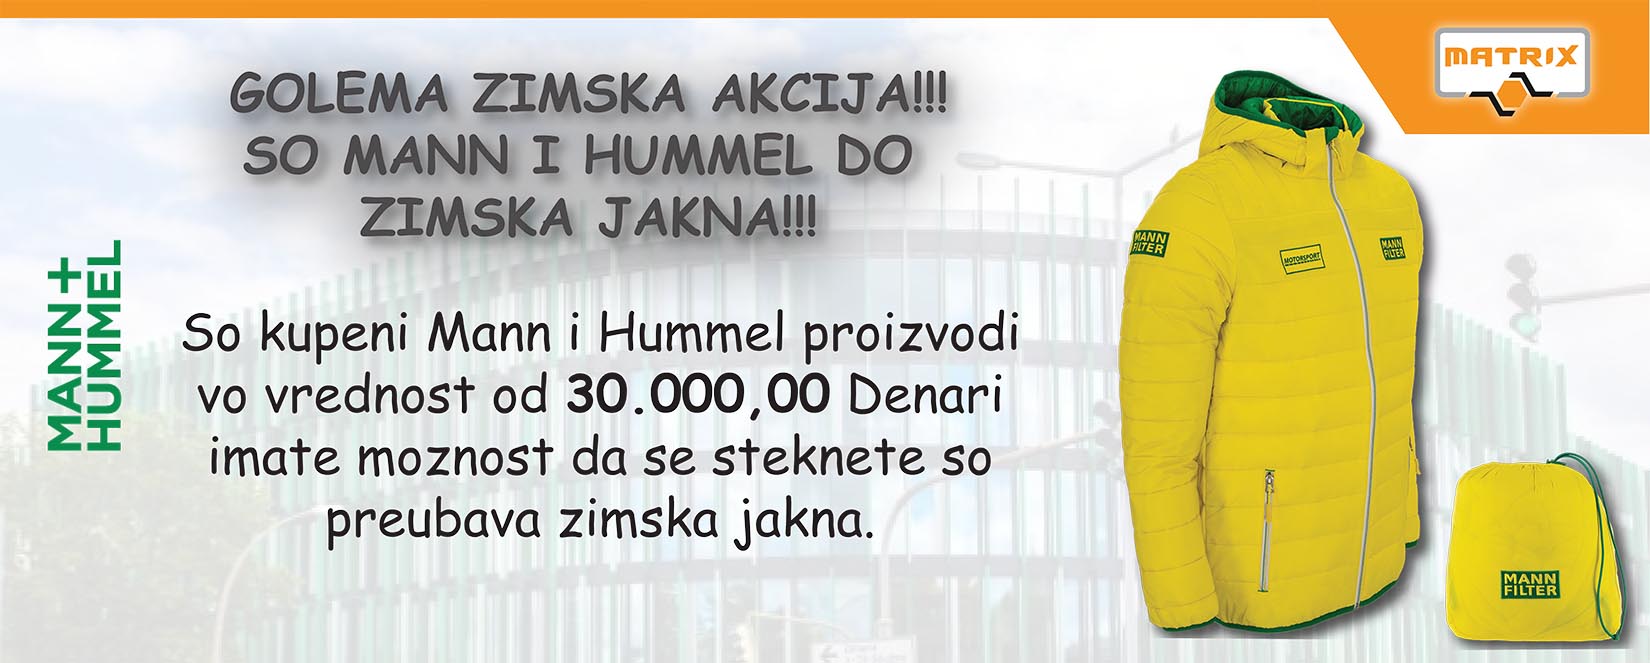 MATRIX
GOLEMA ZIMSKA AKCIJA!!!
SO MANN I HUMMEL DO
ZIMSKA JAKNA!!!
MANN+
HUMMEL
So kupeni Mann i Hummel proizvodi
vo vrednost od 30.000,00 Denari
imate moznost da se steknete so
preubava zimska jakna.
MANN
FILTER
MOTORSPORT
MANN
FILTER
MANN
FILTER